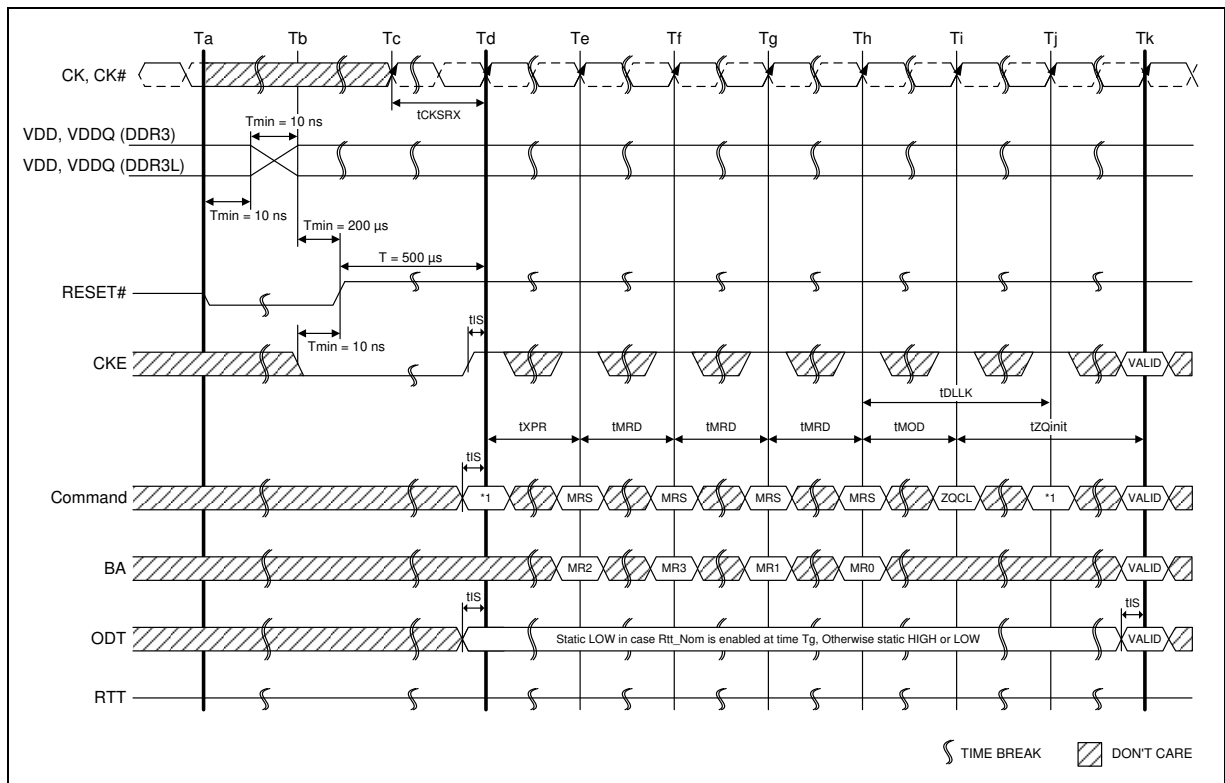 Ta Tb Tc Td Te Tf Tg Th Ti Tj Tk
CK, CK#
tCKSRX
Tmin = 10 ns
VDD, VDDQ (DDR3)
VDD, VDDQ (DDR3L)
Tmin = 10 ns
Tmin = 200 µs
T = 500 µs
RESET#
tIS
Tmin = 10 ns
CKE VALID
tDLLK
tXPR tMRD tMRD tMRD tMOD tZQinit
tIS
Command *1 MRS MRS MRS MRS ZQCL *1 VALID
BA MR2 MR3 MR1 MR0 VALID
tIS tIS
ODT Static LOW in case Rtt_Nom is enabled at time Tg, Otherwise static HIGH or LOW VALID
RTT
TIME BREAK DON'T CARE